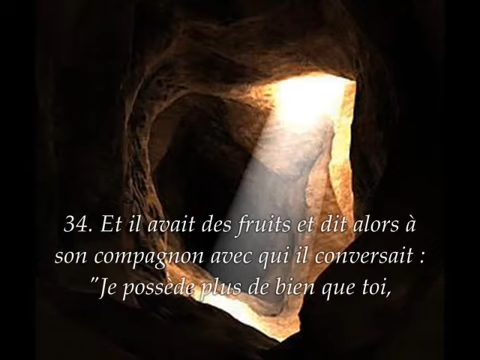 34. Et il avait des fruits et dit alors à
son compagnon avec qui il conversait :
"Je possède plus de bien que toi,